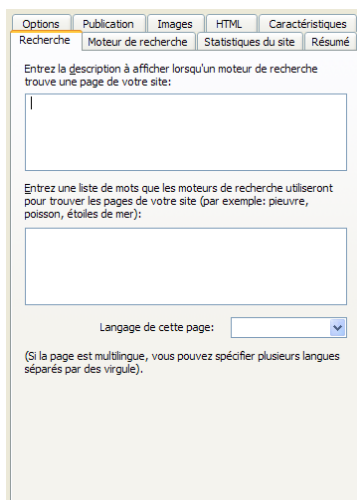 Options Publication Images HTML Caractéristiques
Recherche Moteur de recherche Statistiques du site Résumé
Entrez la description à afficher lorsqu'un moteur de recherche
trouve une page de votre site:
Entrez une liste de mots que les moteurs de recherche utiliseront
pour trouver les pages de votre site (par exemple: pieuvre,
poisson, étoiles de mer):
Langage de cette page:
(Si la page est multilingue, vous pouvez spécifier plusieurs langues
séparés par des virgule).